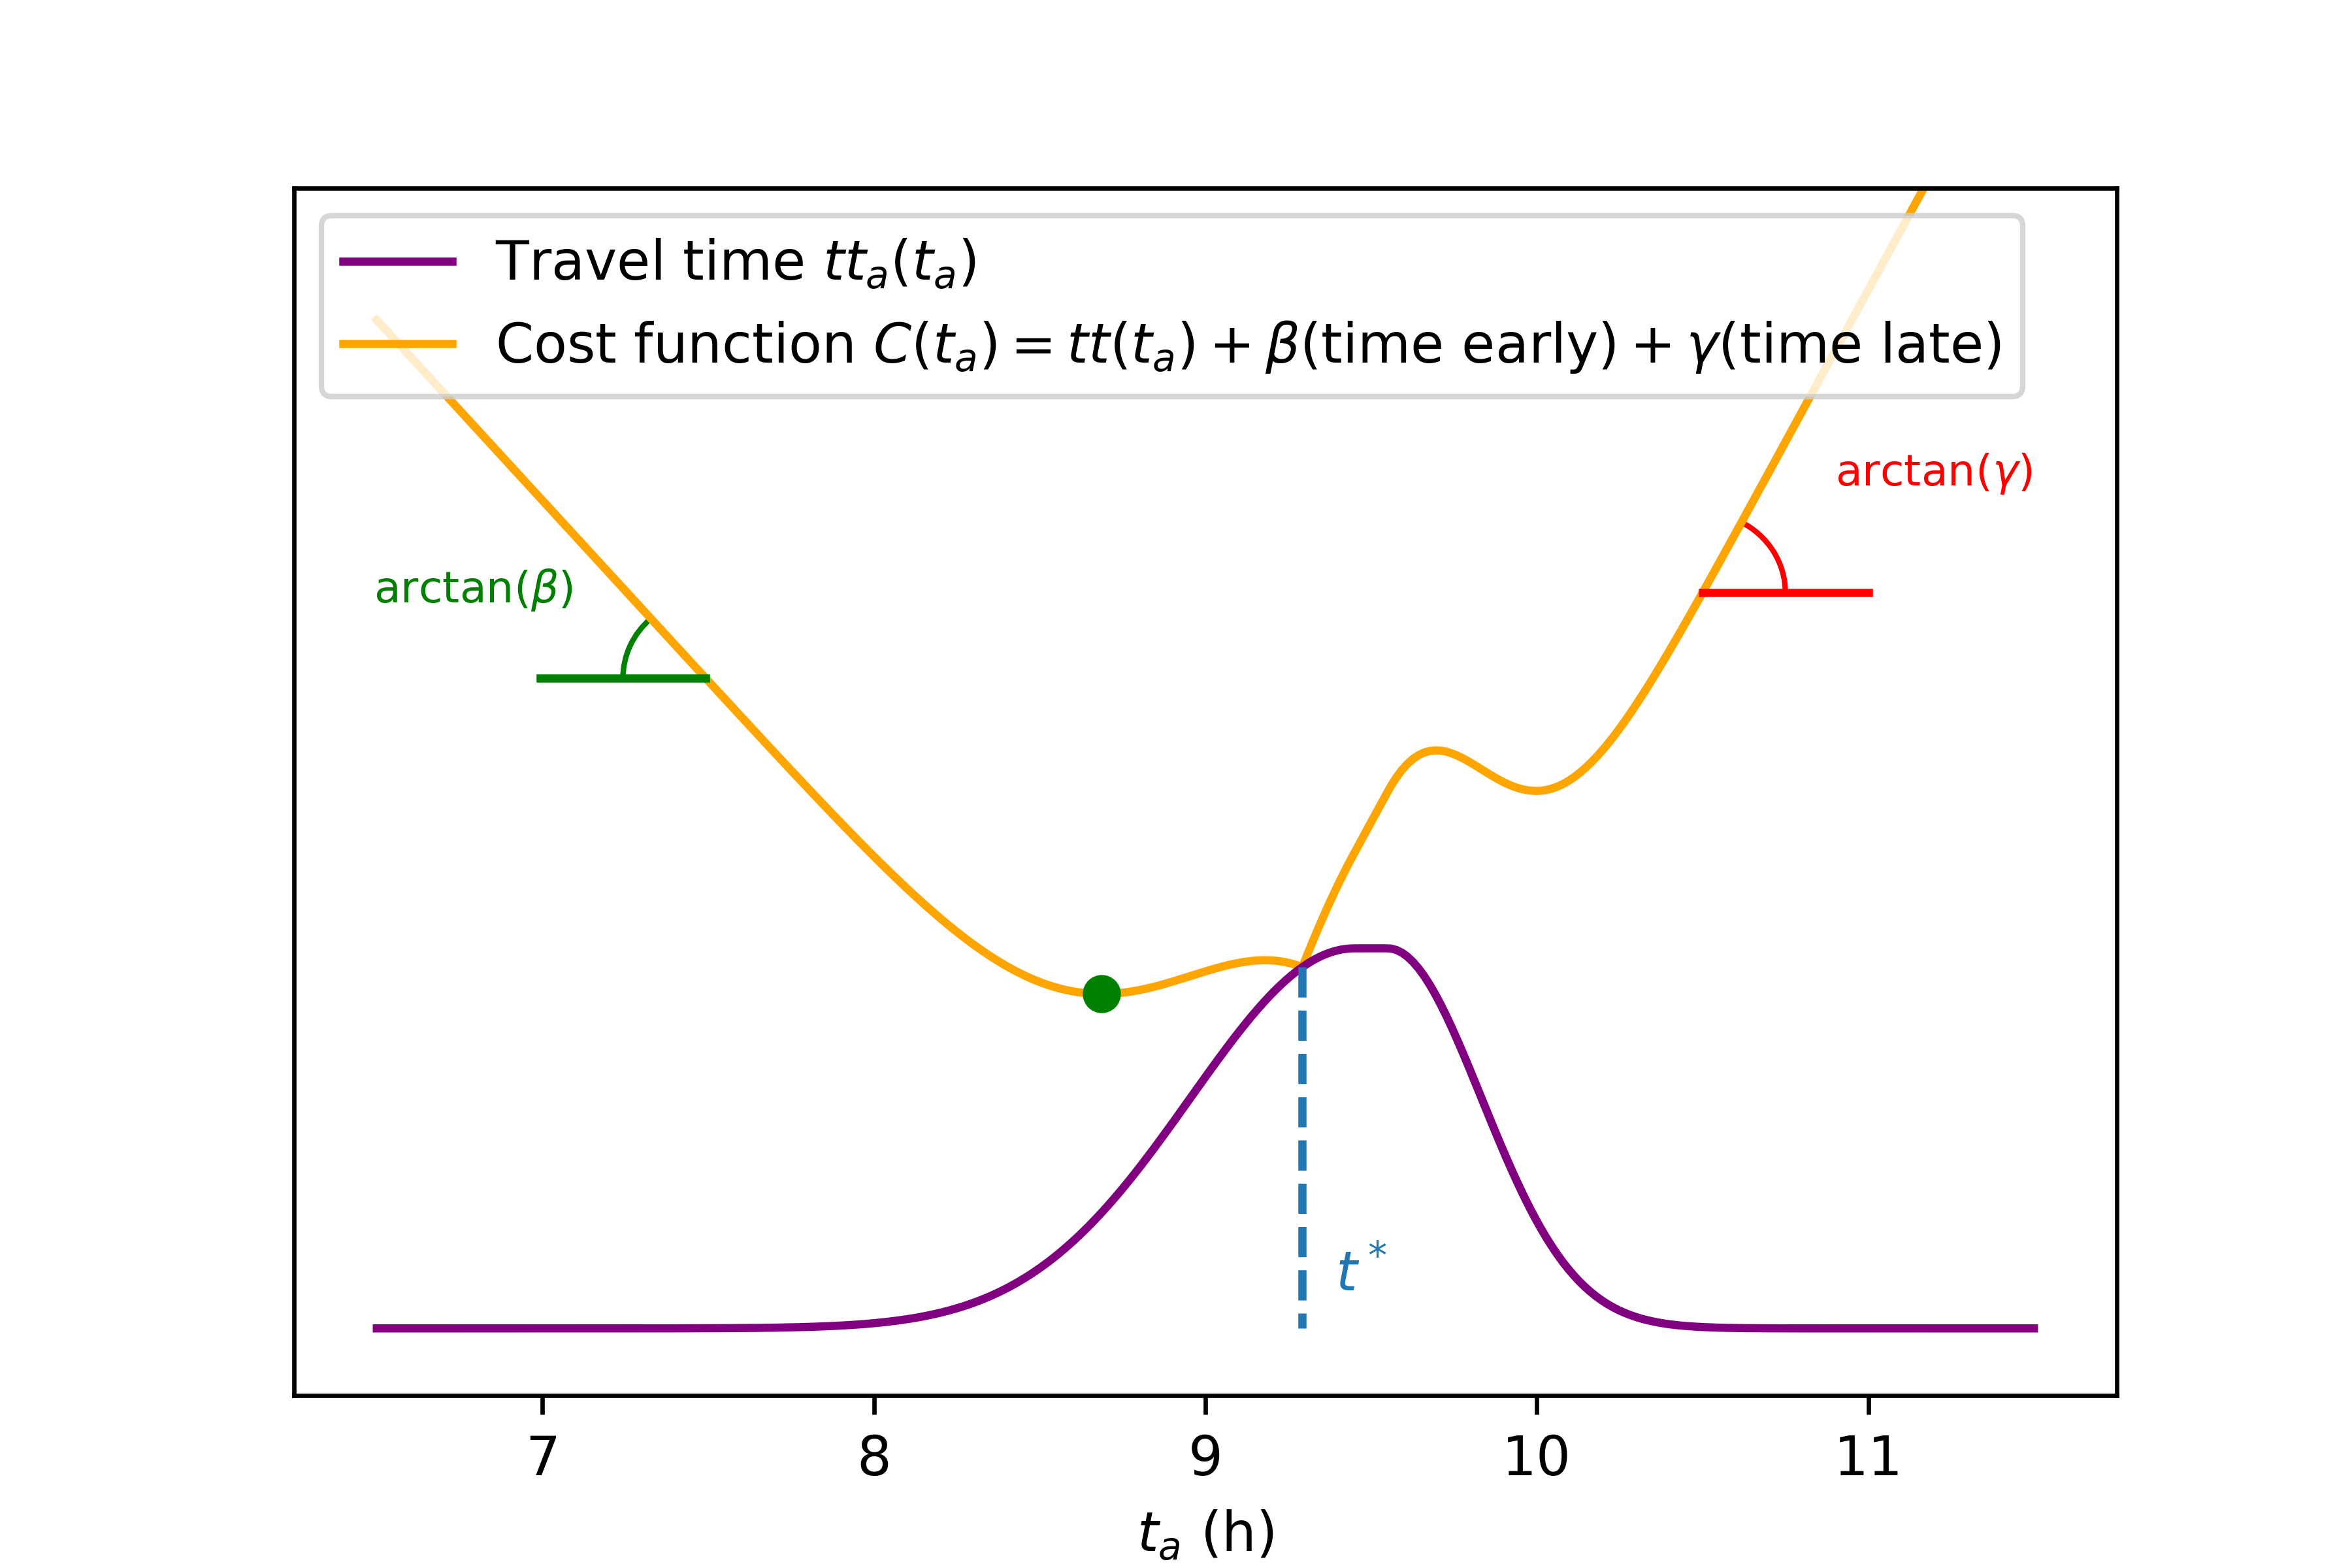 Travel time tt_a(t_a)
Cost function C(t_a) = tt(t_a) + β(time early) + γ(time late)
arctan(γ)
arctan(β)
t*
7 8 9 10 11
t_a (h)